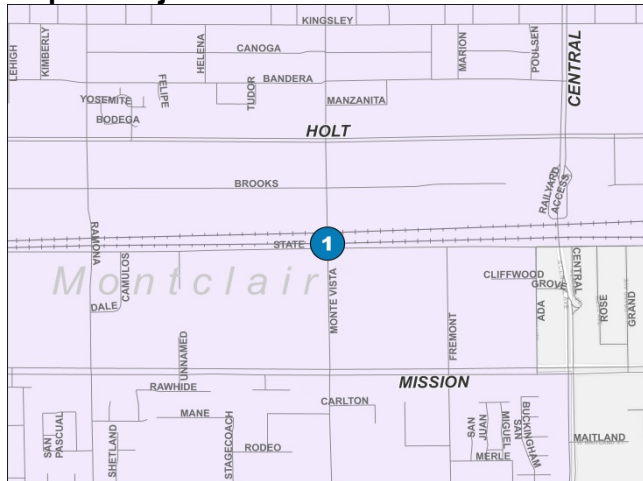 KINGSLEY
LEHIGH
KIMBERLY
HELENA
CANOGA
MARION
POULSEN
CENTRAL
BANDERA
FELIPE
TUDOR
YOSEMITE
MANZANITA
BODEGA
HOLT
BROOKS
RAILYARD
ACCESS
RAMONA
STATE
1
Montclair
CAMULOS
MONTE VISTA
CLIFFWOOD
GROVE
CENTRAL
ADA
ROSE
GRAND
DALE
FREMONT
UNNAMED
MISSION
RAWHIDE
CARLTON
MANE
SAN
PASCUAL
SHETLAND
STAGECOACH
RODEO
SAN
JUAN
MIGUEL
SAN
BUCKINGHAM
MERLE
MAITLAND